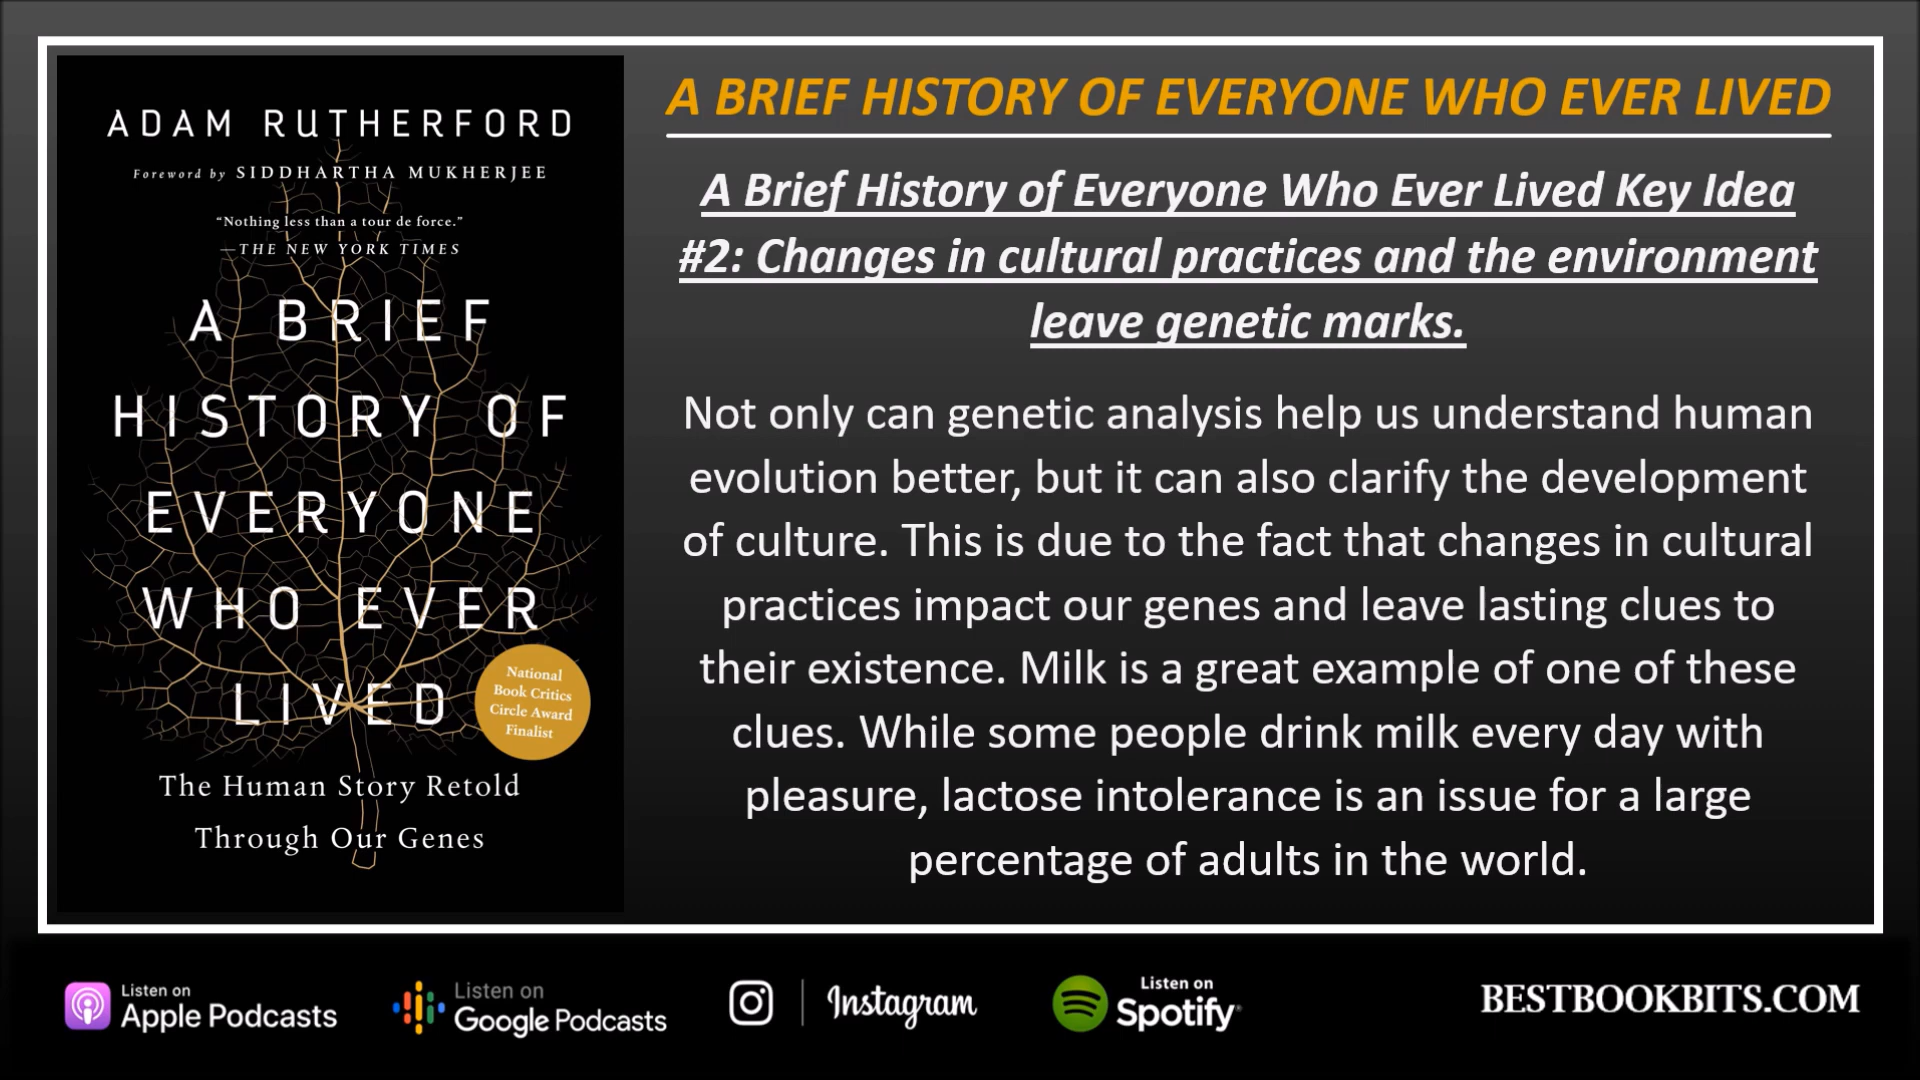 ADAM RUTHERFORD
Foreword by SIDDHARTHA MUKHERJEE
“Nothing less than a tour de force.”
—THE NEW YORK TIMES
A BRIEF
HISTORY OF
EVERYONE
WHO EVER
LIVED
National
Book Critics
Circle Award
Finalist
The Human Story Retold
Through Our Genes
A BRIEF HISTORY OF EVERYONE WHO EVER LIVED
A Brief History of Everyone Who Ever Lived Key Idea
#2: Changes in cultural practices and the environment
leave genetic marks.
Not only can genetic analysis help us understand human
evolution better, but it can also clarify the development
of culture. This is due to the fact that changes in cultural
practices impact our genes and leave lasting clues to
their existence. Milk is a great example of one of these
clues. While some people drink milk every day with
pleasure, lactose intolerance is an issue for a large
percentage of adults in the world.
Listen on
Apple Podcasts
Listen on
Google Podcasts
Instagram
Listen on
Spotify
BESTBOOKBITS.COM